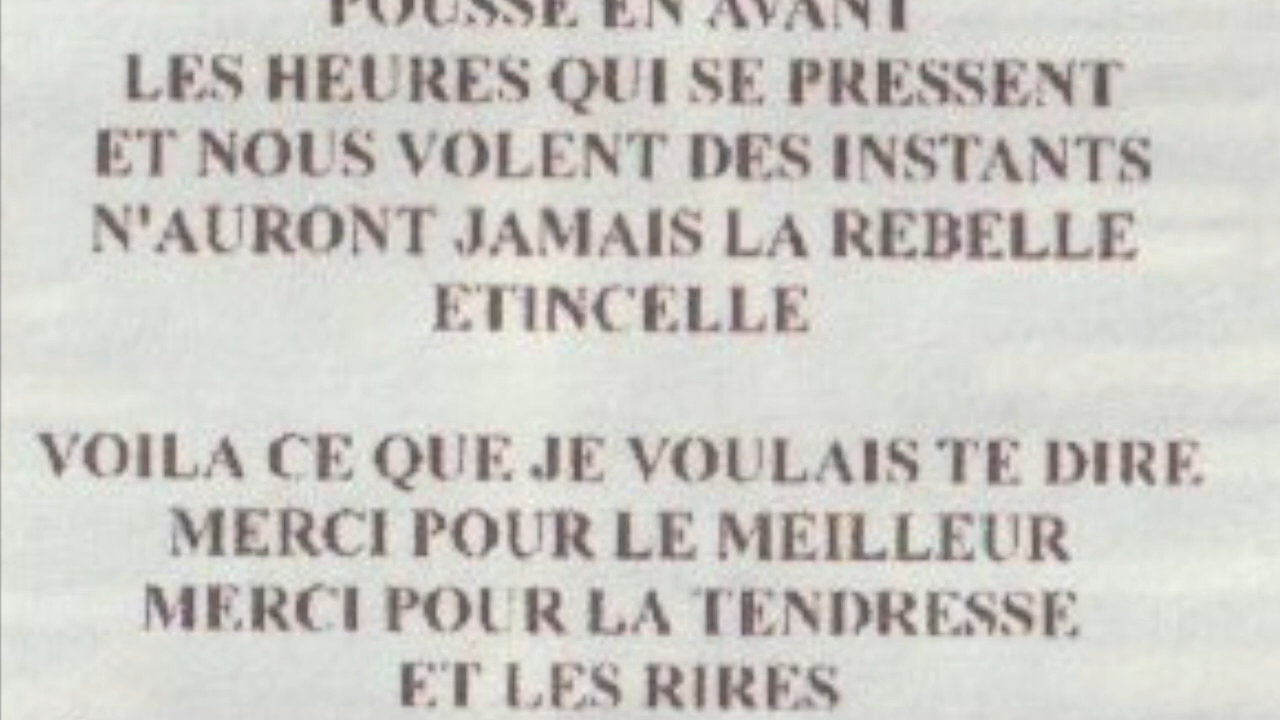 POUSSE EN AVANT
LES HEURES QUI SE PRESSENT
ET NOUS VOLENT DES INSTANTS
N'AURONT JAMAIS LA REBELLE
ETINCELLE
VOILA CE QUE JE VOULAIS TE DIRE
MERCI POUR LE MEILLEUR
MERCI POUR LA TENDRESSE
ET LES RIRES